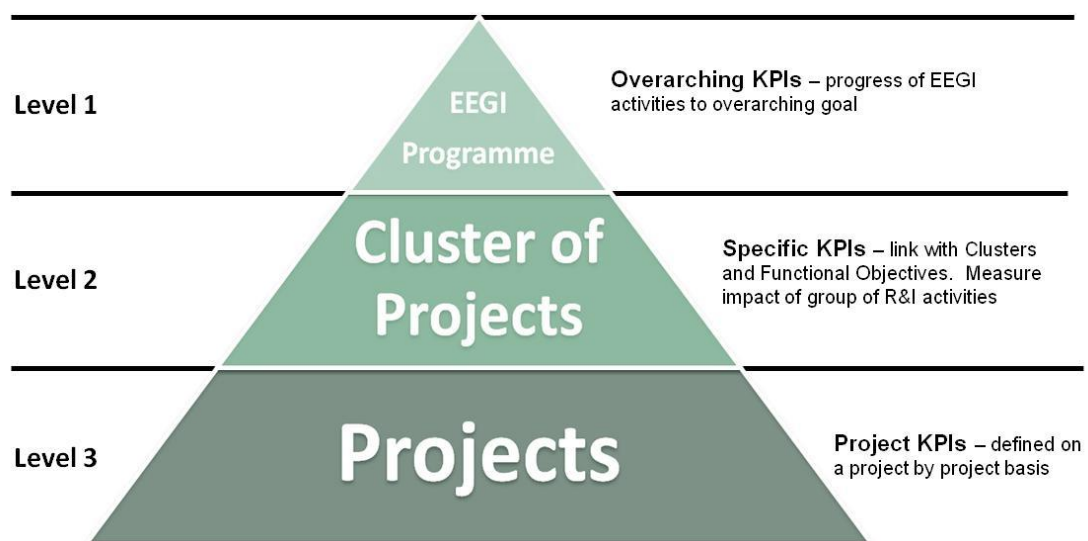 Level 1
EEGI
Programme
Overarching KPIs – progress of EEGI
activities to overarching goal
Level 2
Cluster of
Projects
Specific KPIs – link with Clusters
and Functional Objectives. Measure
impact of group of R&I activities
Level 3
Projects
Project KPIs – defined on
a project by project basis